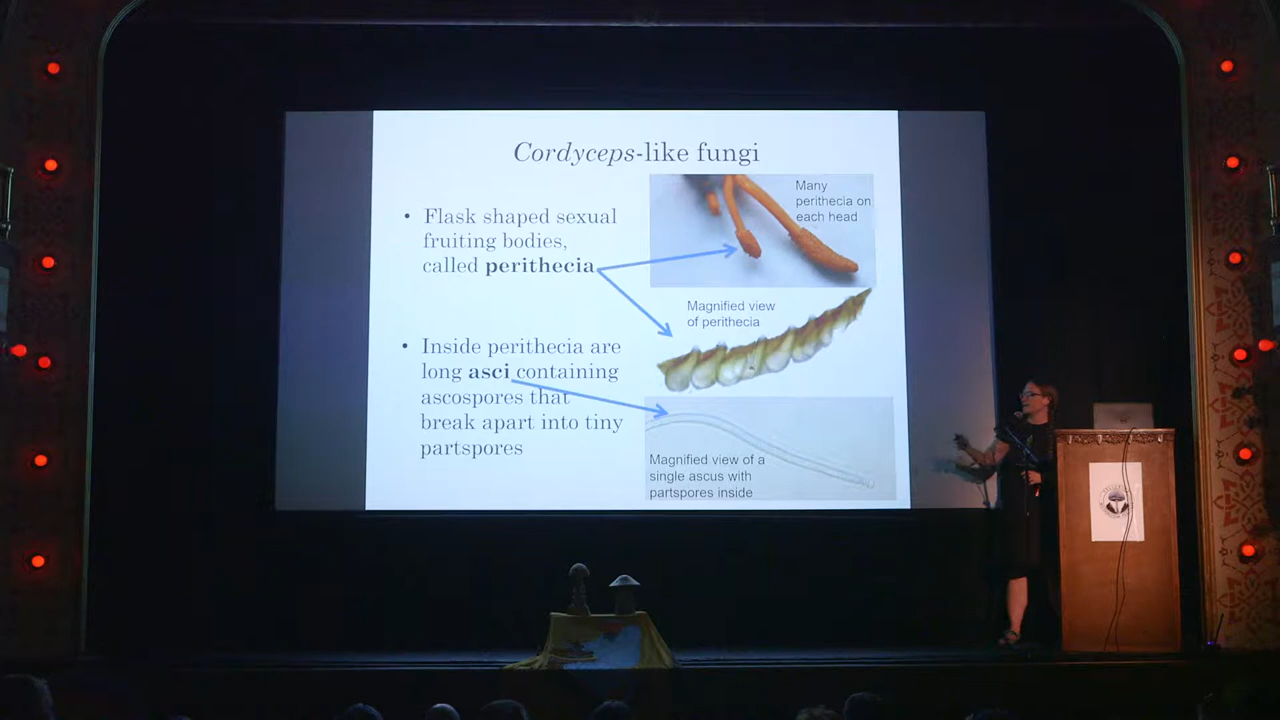 Cordyceps-like fungi
• Flask shaped sexual
fruiting bodies,
called perithecia
• Inside perithecia are
long asci containing
ascospores that
break apart into tiny
partspores
Many
perithecia on
each head
Magnified view
of perithecia
Magnified view of a
single ascus with
partspores inside